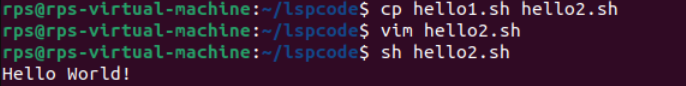 rps@rps-virtual-machine:~/lspcode$ cp hello1.sh hello2.sh
rps@rps-virtual-machine:~/lspcode$ vim hello2.sh
rps@rps-virtual-machine:~/lspcode$ sh hello2.sh
Hello World!